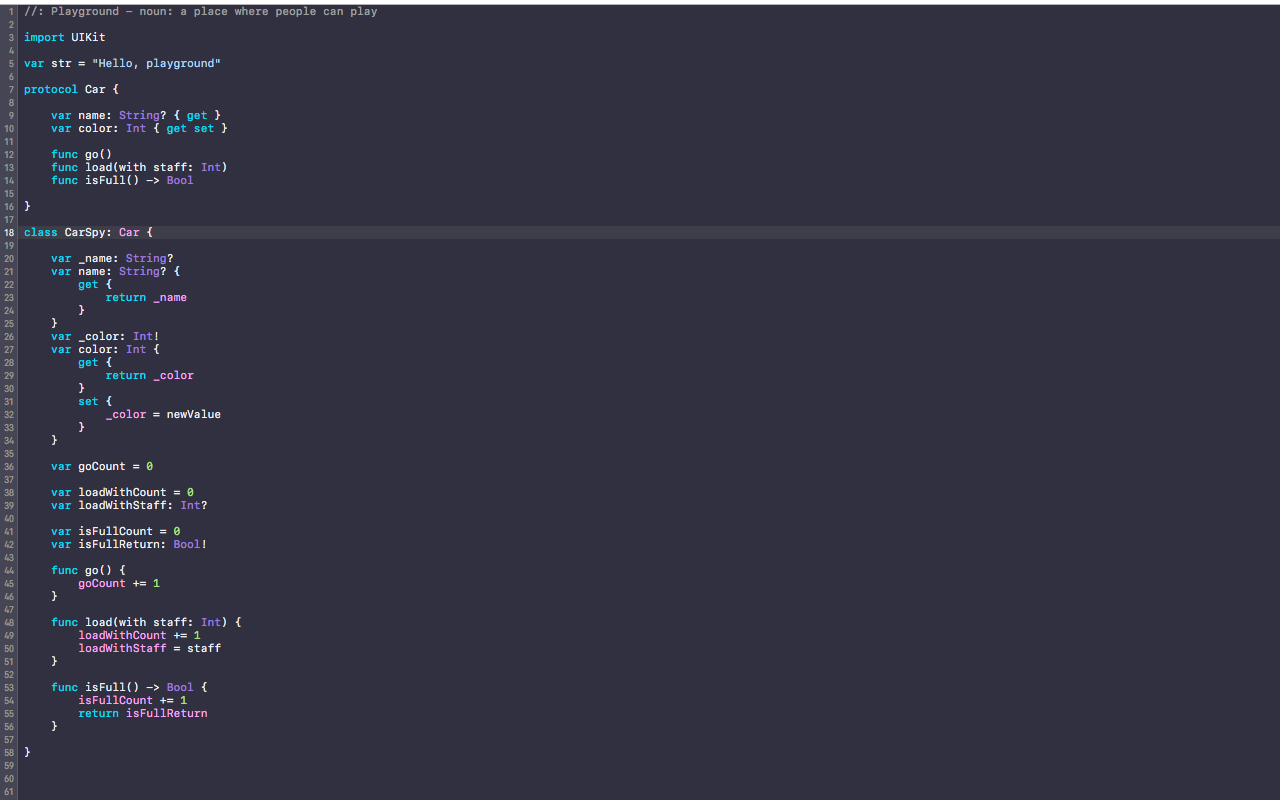 1 //: Playground – noun: a place where people can play
2
3 import UIKit
4
5 var str = "Hello, playground"
6
7 protocol Car {
8
9     var name: String? { get }
10     var color: Int { get set }
11
12     func go()
13     func load(with staff: Int)
14     func isFull() -> Bool
15
16 }
17
18 class CarSpy: Car {
19
20     var _name: String?
21     var name: String? {
22         get {
23             return _name
24         }
25     }
26     var _color: Int!
27     var color: Int {
28         get {
29             return _color
30         }
31         set {
32             _color = newValue
33         }
34     }
35
36     var goCount = 0
37
38     var loadWithCount = 0
39     var loadWithStaff: Int?
40
41     var isFullCount = 0
42     var isFullReturn: Bool!
43
44     func go() {
45         goCount += 1
46     }
47
48     func load(with staff: Int) {
49         loadWithCount += 1
50         loadWithStaff = staff
51     }
52
53     func isFull() -> Bool {
54         isFullCount += 1
55         return isFullReturn
56     }
57
58 }
59
60
61